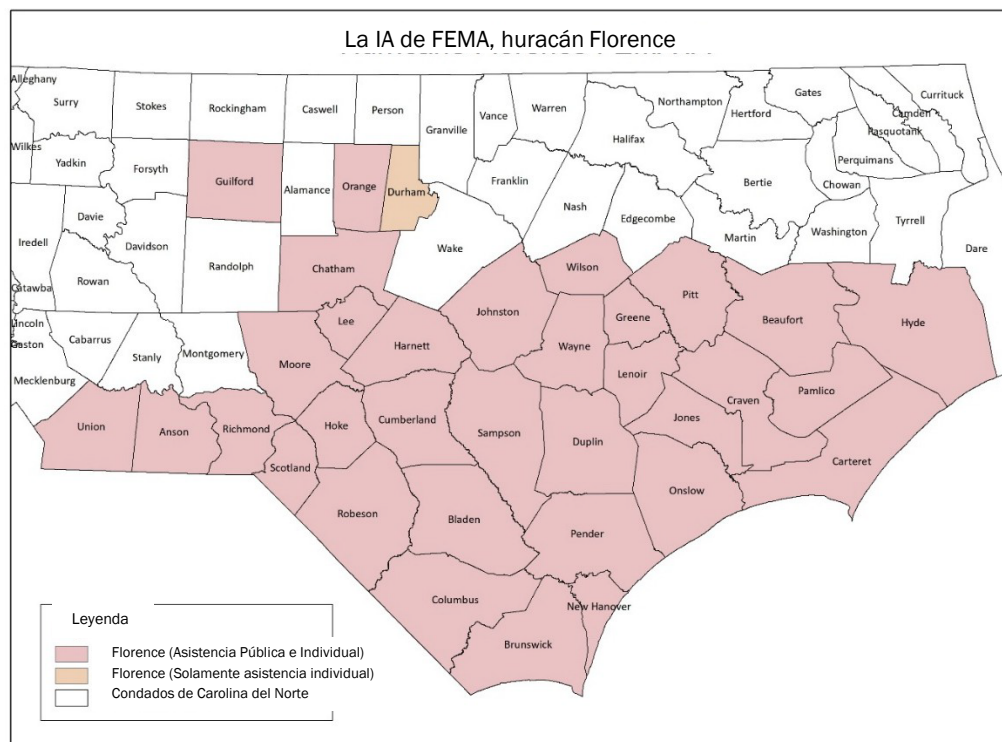 La IA de FEMA, huracán Florence
Alleghany
Surry
Stokes
Rockingham
Caswell
Person
Granville
Vance
Warren
Northampton
Hertford
Gates
Currituck
Camden
Pasquotank
Halifax
Perquimans
Wilkes
Yadkin
Forsyth
Guilford
Alamance
Orange
Durham
Franklin
Nash
Edgecombe
Bertie
Chowan
Davie
Iredell
Davidson
Randolph
Chatham
Wake
Martin
Washington
Tyrrell
Dare
Rowan
Catawba
Wilson
Pitt
Beaufort
Hyde
Johnston
Greene
Lee
Harnett
Wayne
Lincoln
Gaston
Cabarrus
Stanly
Montgomery
Moore
Lenoir
Mecklenburg
Craven
Pamlico
Union
Anson
Richmond
Hoke
Cumberland
Sampson
Duplin
Jones
Carteret
Scotland
Onslow
Robeson
Bladen
Pender
Columbus
New Hanover
Brunswick
Leyenda
Florence (Asistencia Pública e Individual)
Florence (Solamente asistencia individual)
Condados de Carolina del Norte